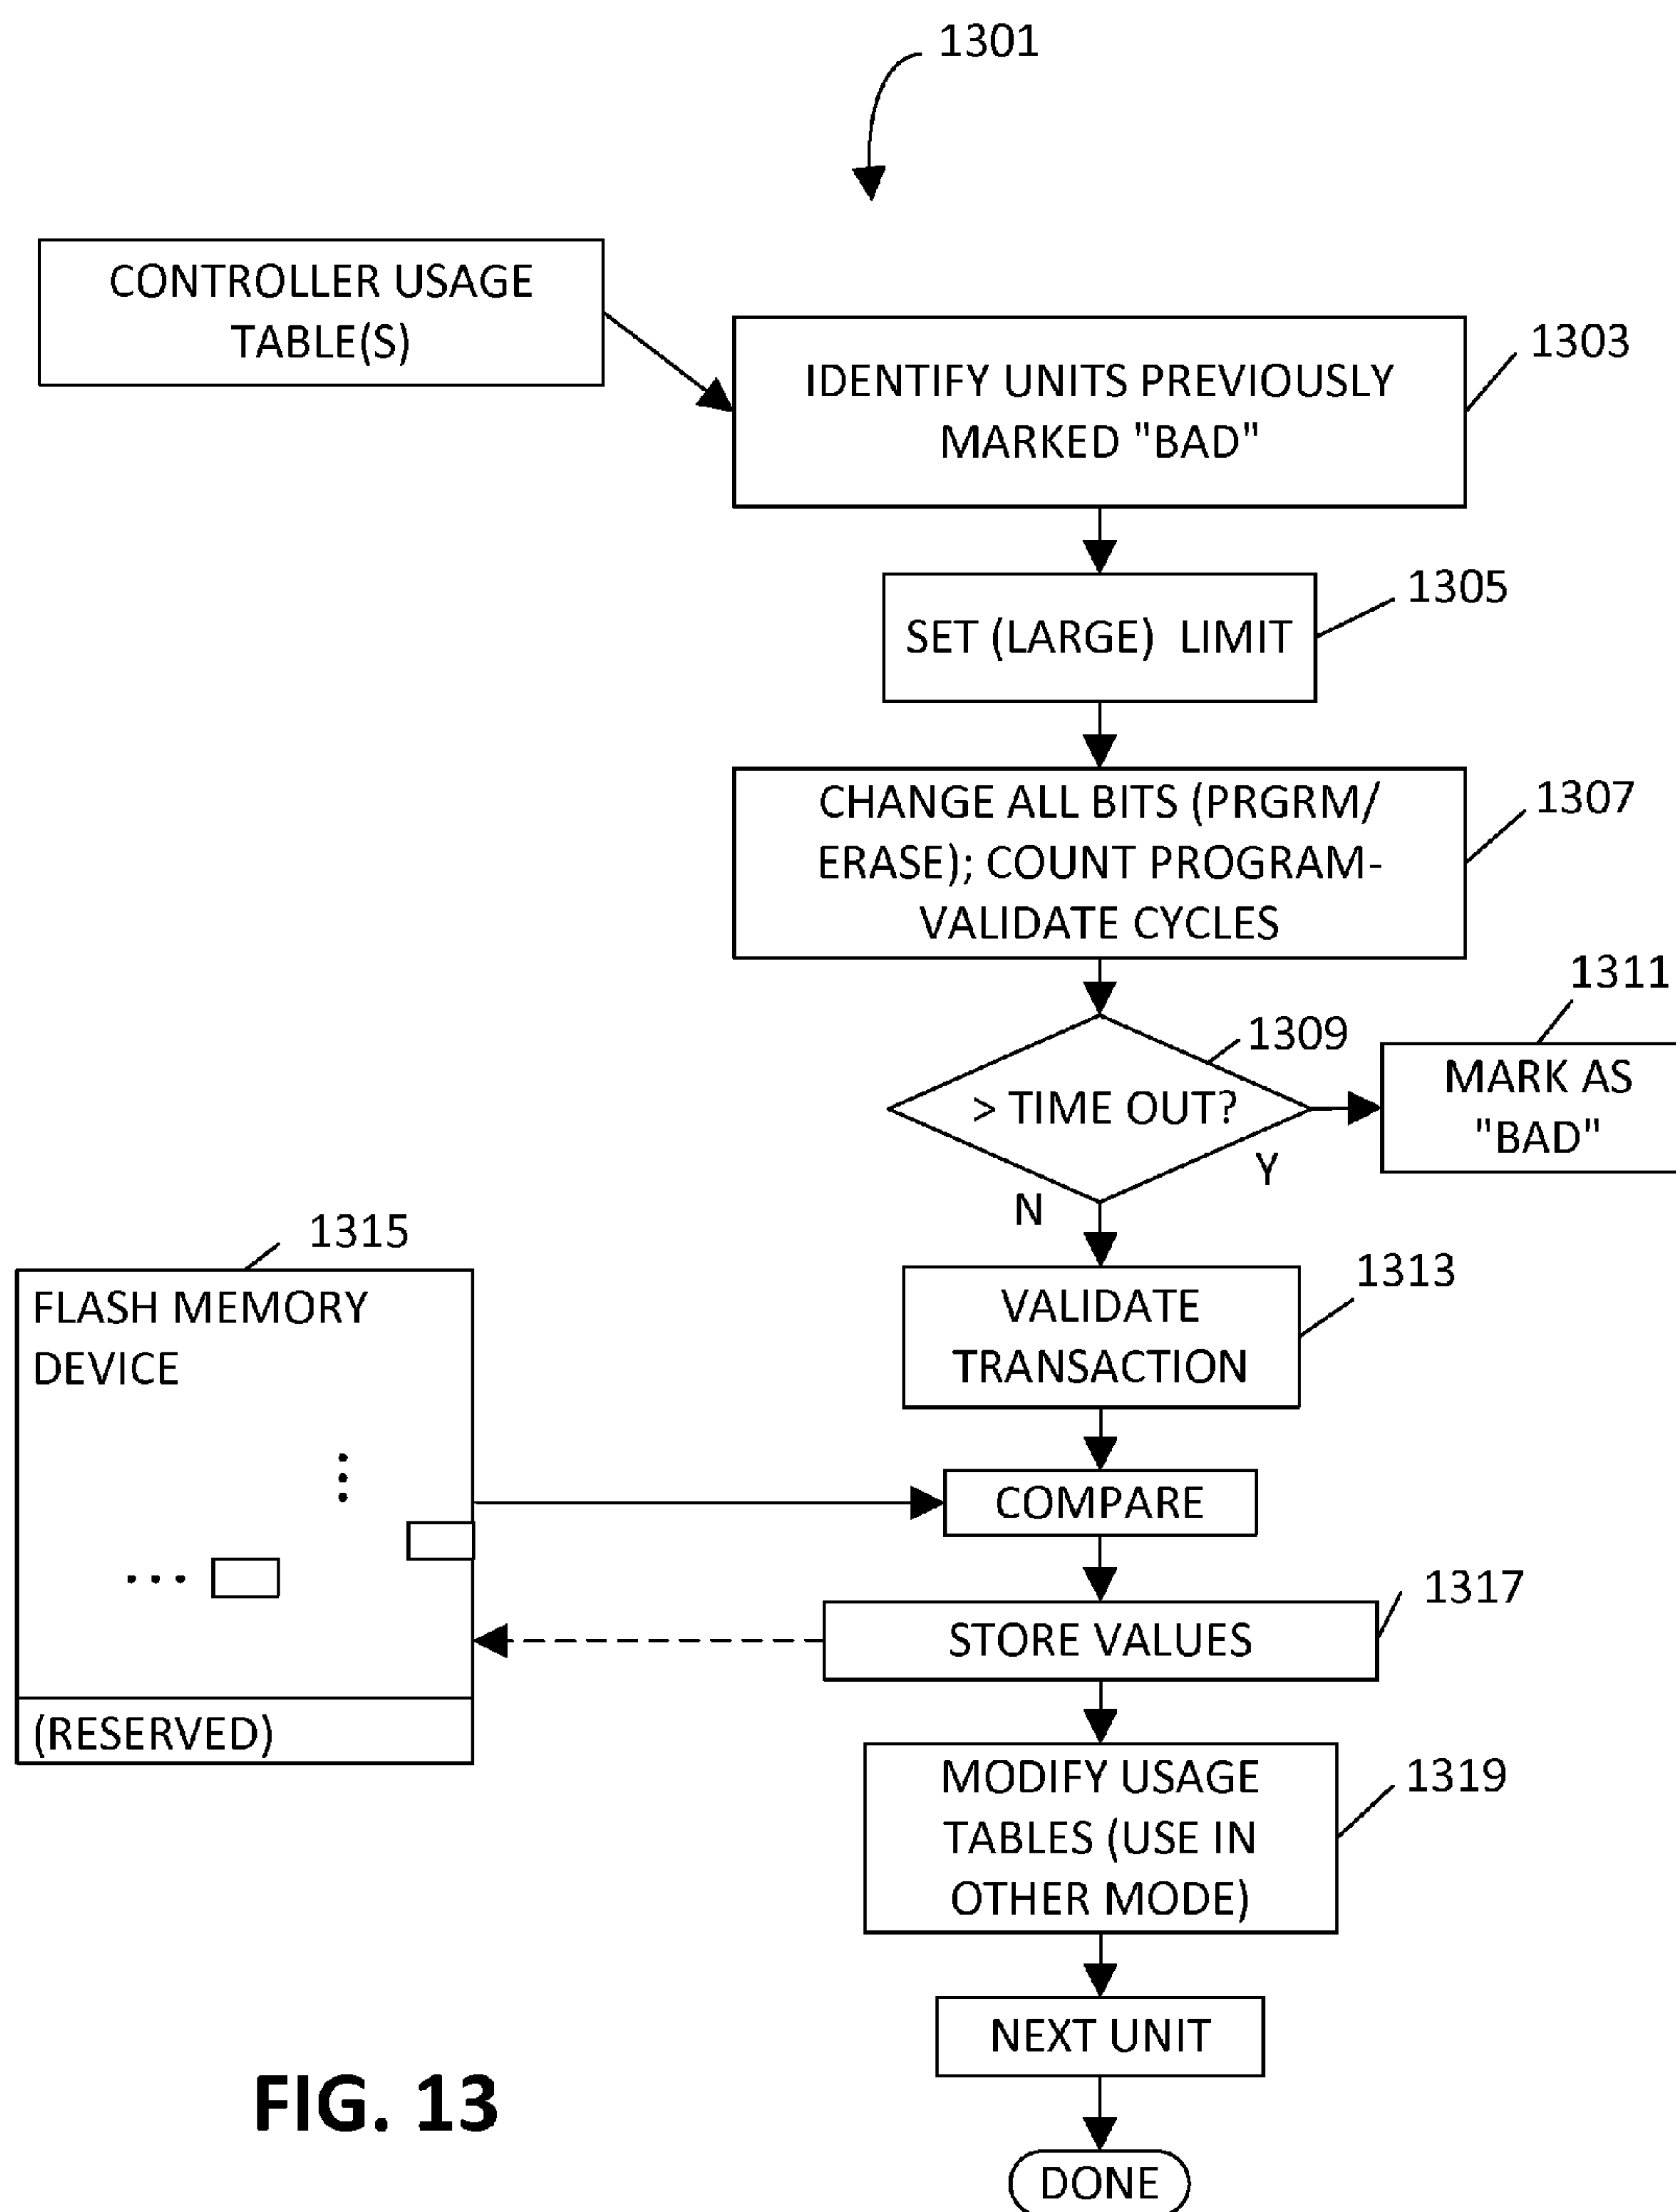 1301
CONTROLLER USAGE
TABLE(S)
1303
IDENTIFY UNITS PREVIOUSLY
MARKED "BAD"
1305
SET (LARGE) LIMIT
1307
CHANGE ALL BITS (PRGRM/
ERASE); COUNT PROGRAM-
VALIDATE CYCLES
1309
> TIME OUT?
Y
N
1311
MARK AS
"BAD"
1313
VALIDATE
TRANSACTION
1315
FLASH MEMORY
DEVICE
(RESERVED)
COMPARE
1317
STORE VALUES
1319
MODIFY USAGE
TABLES (USE IN
OTHER MODE)
NEXT UNIT
DONE
FIG. 13